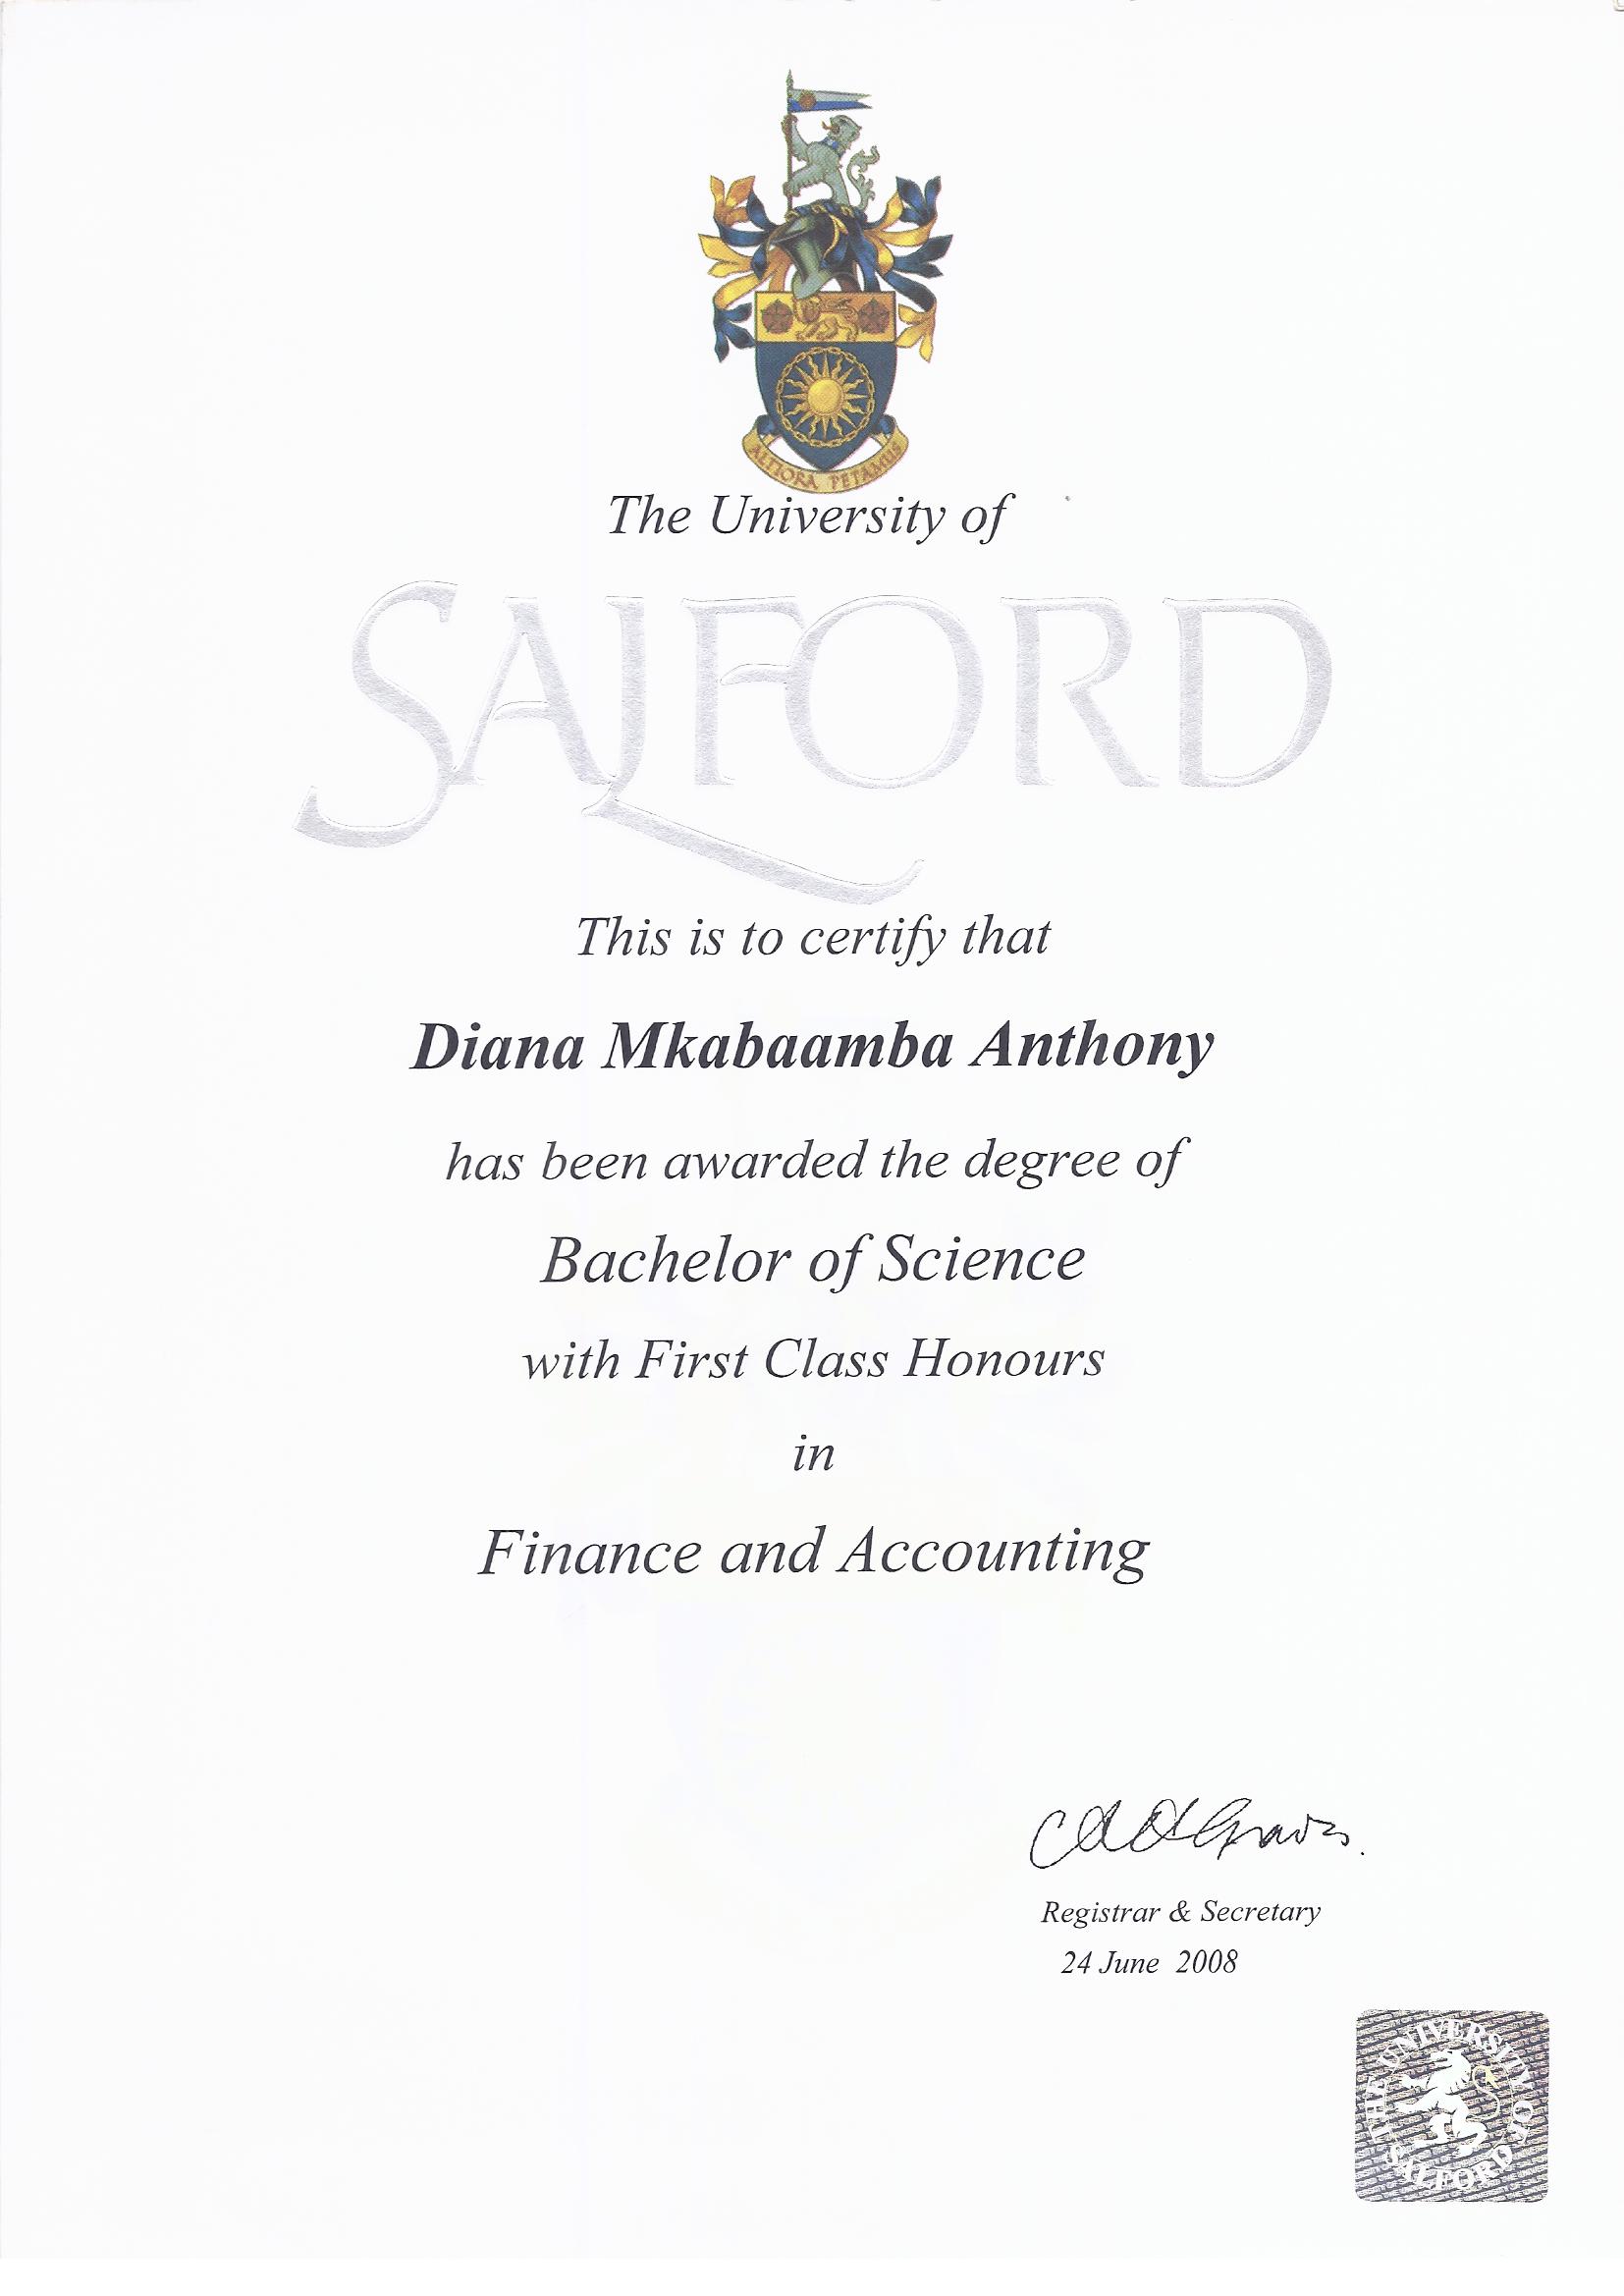 ALTIORA PETAMUS
The University of
SALFORD
This is to certify that
Diana Mkabaamba Anthony
has been awarded the degree of
Bachelor of Science
with First Class Honours
in
Finance and Accounting
Registrar & Secretary
24 June 2008
THE UNIVERSITY OF SALFORD